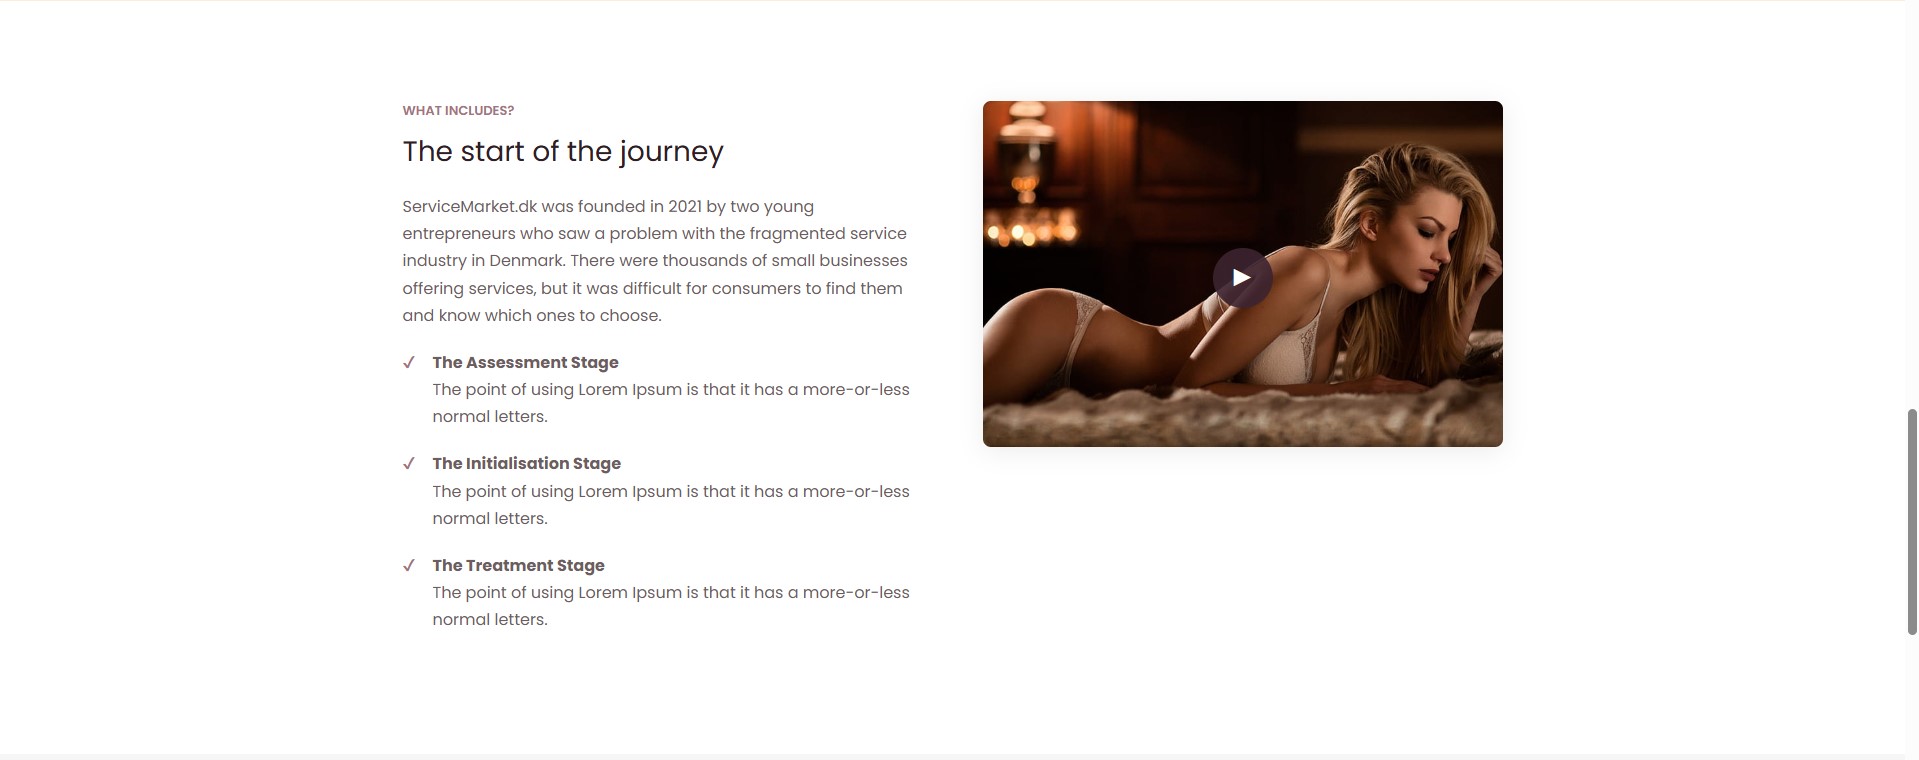 WHAT INCLUDES?
The start of the journey
ServiceMarket.dk was founded in 2021 by two young
entrepreneurs who saw a problem with the fragmented service
industry in Denmark. There were thousands of small businesses
offering services, but it was difficult for consumers to find them
and know which ones to choose.
✓ The Assessment Stage
The point of using Lorem Ipsum is that it has a more-or-less
normal letters.
✓ The Initialisation Stage
The point of using Lorem Ipsum is that it has a more-or-less
normal letters.
✓ The Treatment Stage
The point of using Lorem Ipsum is that it has a more-or-less
normal letters.